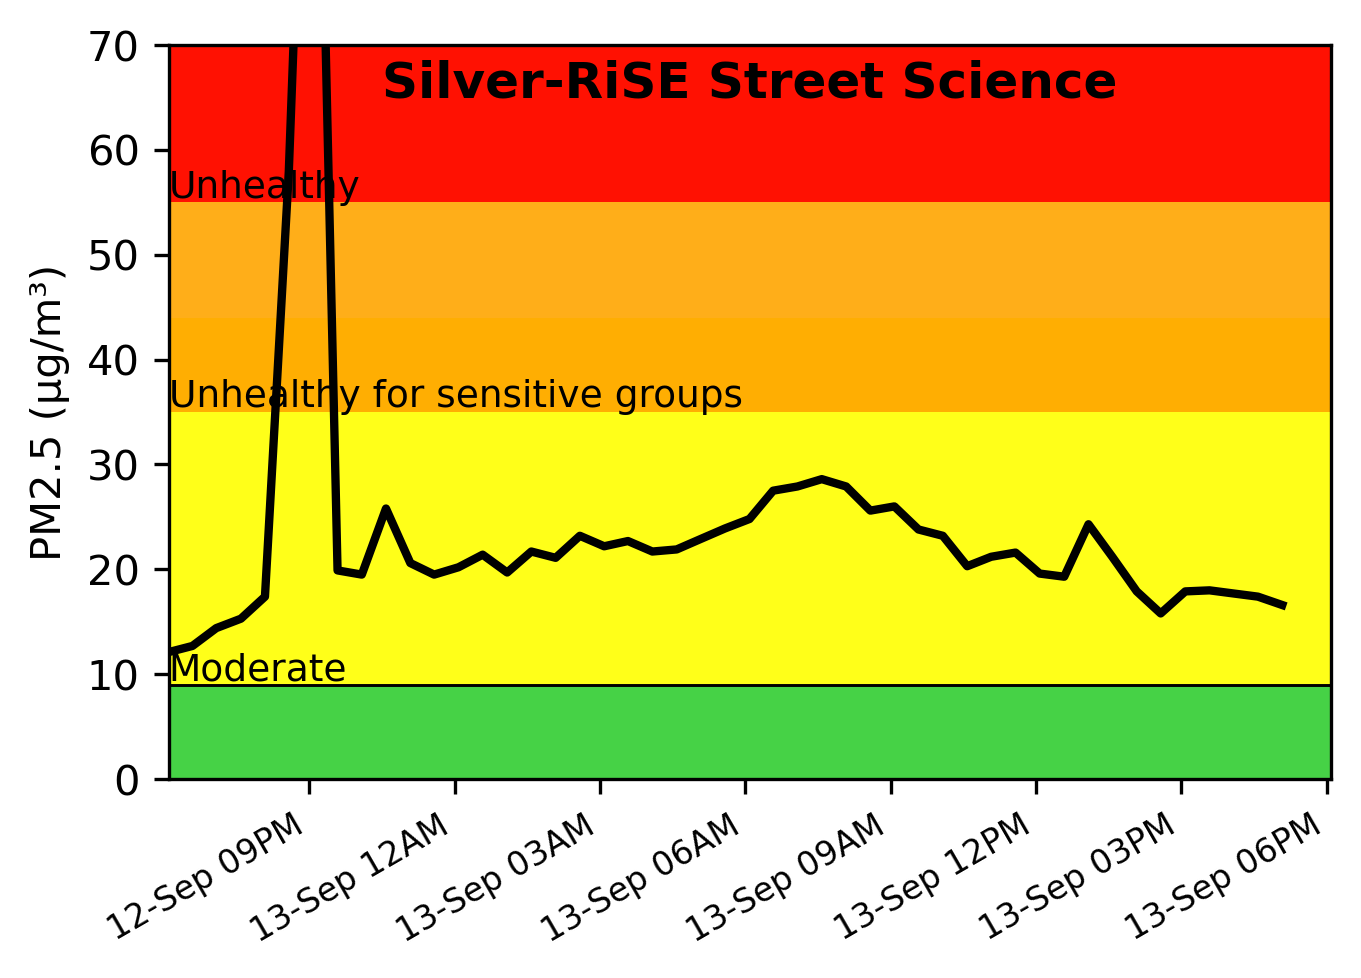 Silver-RiSE Street Science
PM2.5 (µg/m³)
70
60
50
40
30
20
10
0
Unhealthy
Unhealthy for sensitive groups
Moderate
12-Sep 09PM
13-Sep 12AM
13-Sep 03AM
13-Sep 06AM
13-Sep 09AM
13-Sep 12PM
13-Sep 03PM
13-Sep 06PM